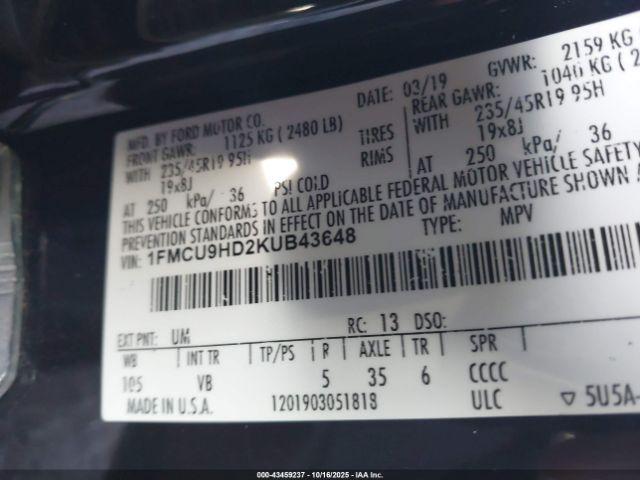 MFD. BY FORD MOTOR CO. DATE: 03/19 GVWR: 2159 KG (
FRONT GAWR: 1125 KG ( 2480 LB) REAR GAWR: 1040 KG ( 2
WITH 235/45R19 95H TIRES WITH 235/45R19 95H
19x8J RIMS 19x8J
AT 250 kPa/ 36 PSI COLD AT 250 kPa/ 36
THIS VEHICLE CONFORMS TO ALL APPLICABLE FEDERAL MOTOR VEHICLE SAFETY
PREVENTION STANDARDS IN EFFECT ON THE DATE OF MANUFACTURE SHOWN
VIN: 1FMCU9HD2KUB43648 TYPE: MPV
EXT PNT: UM RC: 13 DSO:
WB INT TR TP/PS R AXLE TR SPR
105 VB 5 35 6 CCCC
MADE IN U.S.A. 1201903051818 ULC ▽ 5U5A-
000-43459237 - 10/16/2025 - Copyright © IAA, Inc.